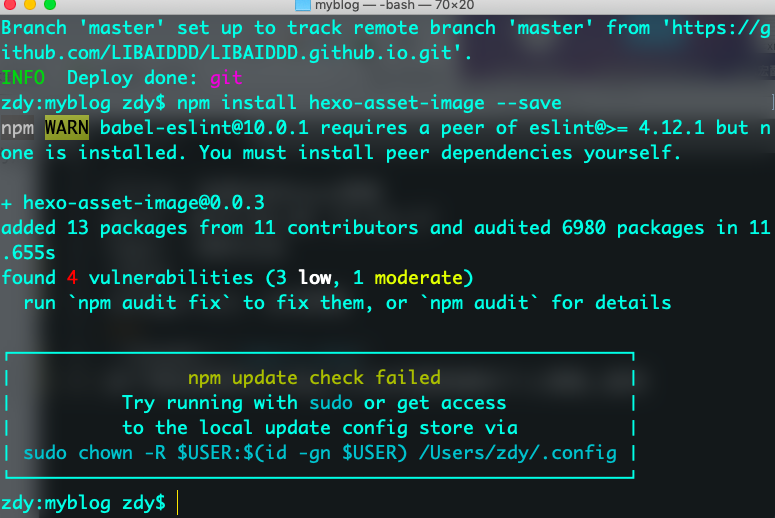 myblog — -bash — 70×20
Branch 'master' set up to track remote branch 'master' from 'https://g
ithub.com/LIBAIDDD/LIBAIDDD.github.io.git'.
INFO  Deploy done: git
zdy:myblog zdy$ npm install hexo-asset-image --save
npm WARN babel-eslint@10.0.1 requires a peer of eslint@>= 4.12.1 but n
one is installed. You must install peer dependencies yourself.
+ hexo-asset-image@0.0.3
added 13 packages from 11 contributors and audited 6980 packages in 11
.655s
found 4 vulnerabilities (3 low, 1 moderate)
  run `npm audit fix` to fix them, or `npm audit` for details
npm update check failed
Try running with sudo or get access
to the local update config store via
sudo chown -R $USER:$(id -gn $USER) /Users/zdy/.config
zdy:myblog zdy$